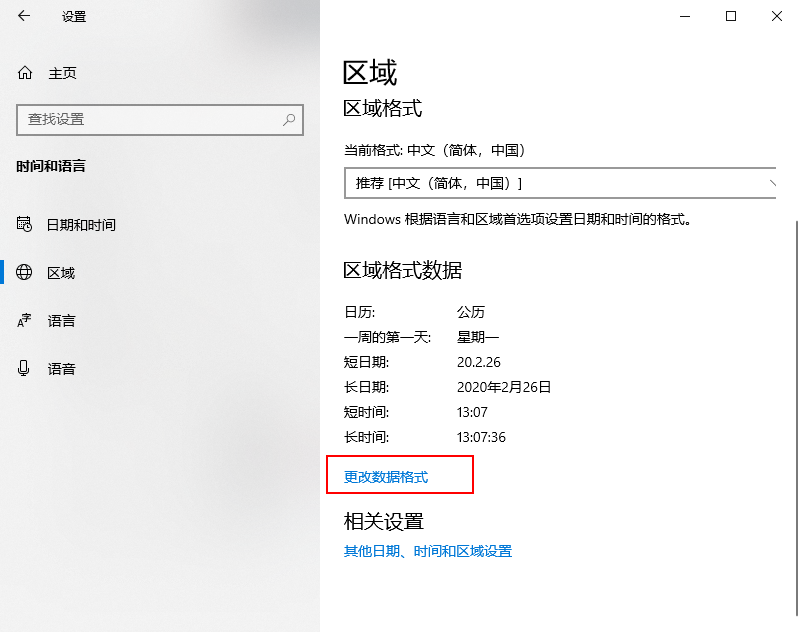 设置
主页
查找设置
时间和语言
日期和时间
区域
语言
语音
区域
区域格式
当前格式: 中文（简体，中国）
推荐 [中文（简体，中国）]
Windows 根据语言和区域首选项设置日期和时间的格式。
区域格式数据
日历: 公历
一周的第一天: 星期一
短日期: 20.2.26
长日期: 2020年2月26日
短时间: 13:07
长时间: 13:07:36
更改数据格式
相关设置
其他日期、时间和区域设置